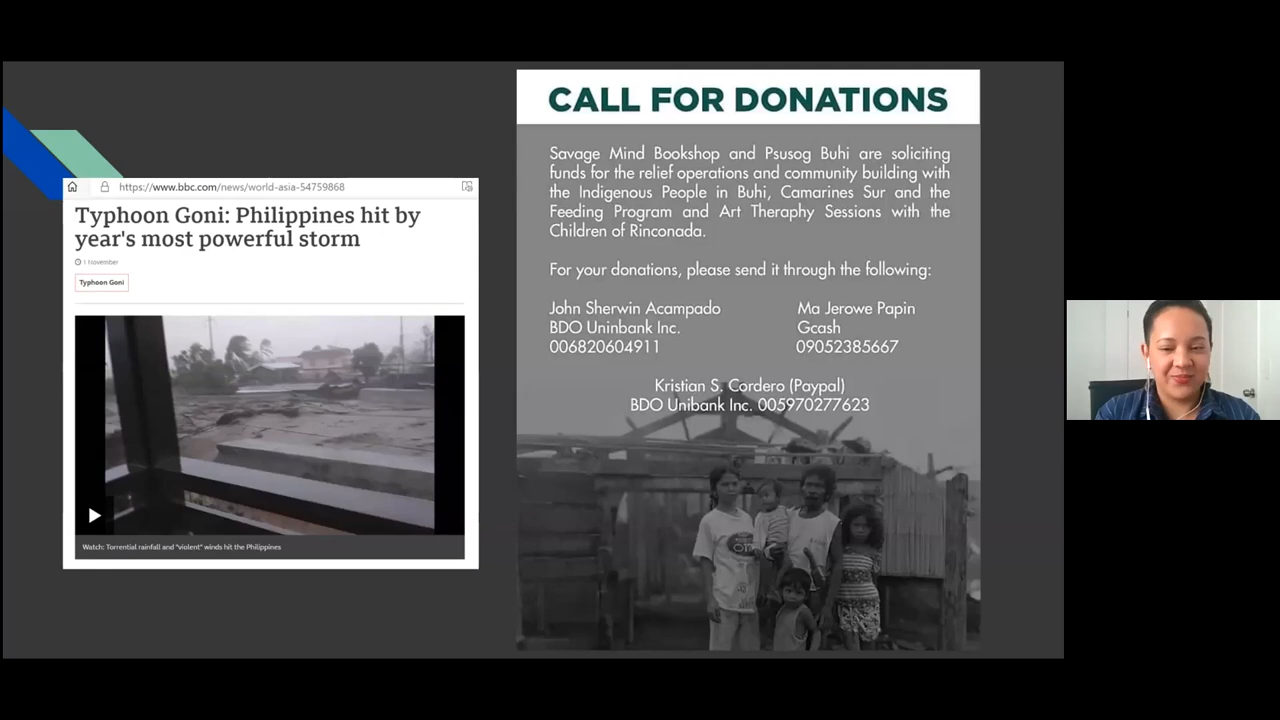 https://www.bbc.com/news/world-asia-54759868
Typhoon Goni: Philippines hit by
year's most powerful storm
1 November
Typhoon Goni
Watch: Torrential rainfall and "violent" winds hit the Philippines
CALL FOR DONATIONS
Savage Mind Bookshop and Psusog Buhi are soliciting
funds for the relief operations and community building with
the Indigenous People in Buhi, Camarines Sur and the
Feeding Program and Art Theraphy Sessions with the
Children of Rinconada.
For your donations, please send it through the following:
John Sherwin Acampado
BDO Uninbank Inc.
006820604911
Ma Jerowe Papin
Gcash
09052385667
Kristian S. Cordero (Paypal)
BDO Unibank Inc. 005970277623